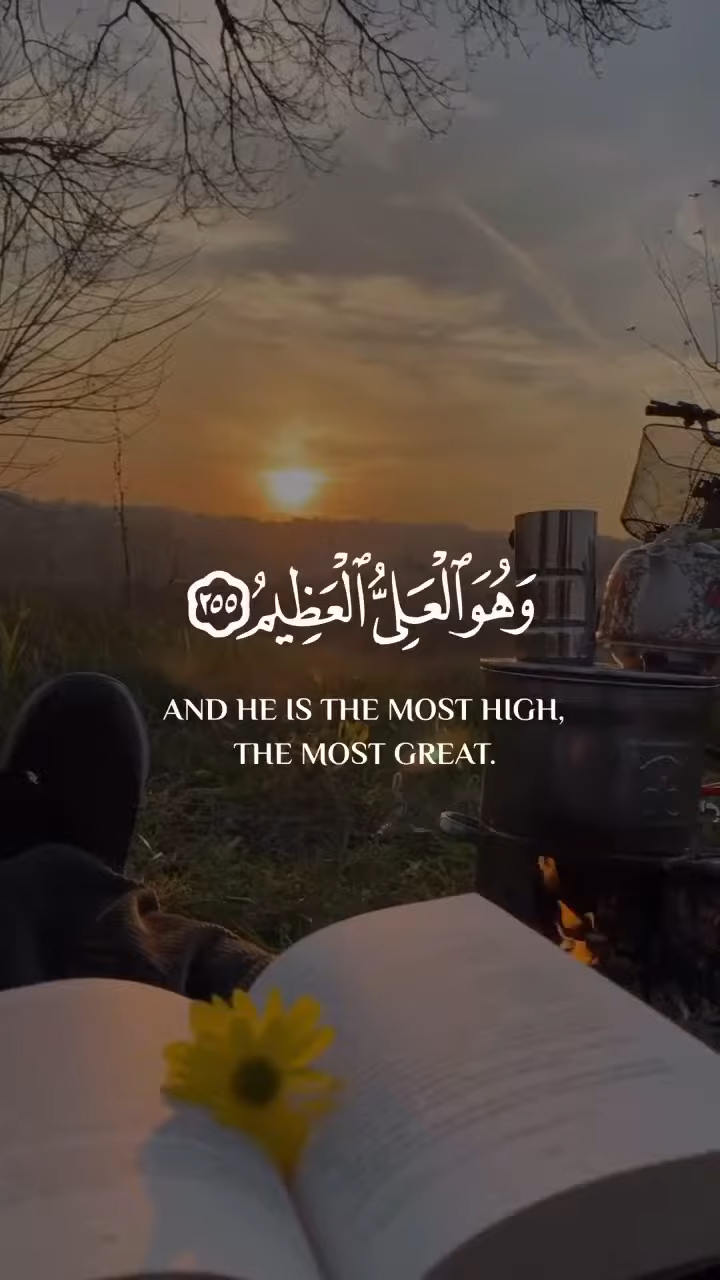 وَهُوَ ٱلْعَلِىُّ ٱلْعَظِيمُ ٢٥٥
AND HE IS THE MOST HIGH,
THE MOST GREAT.